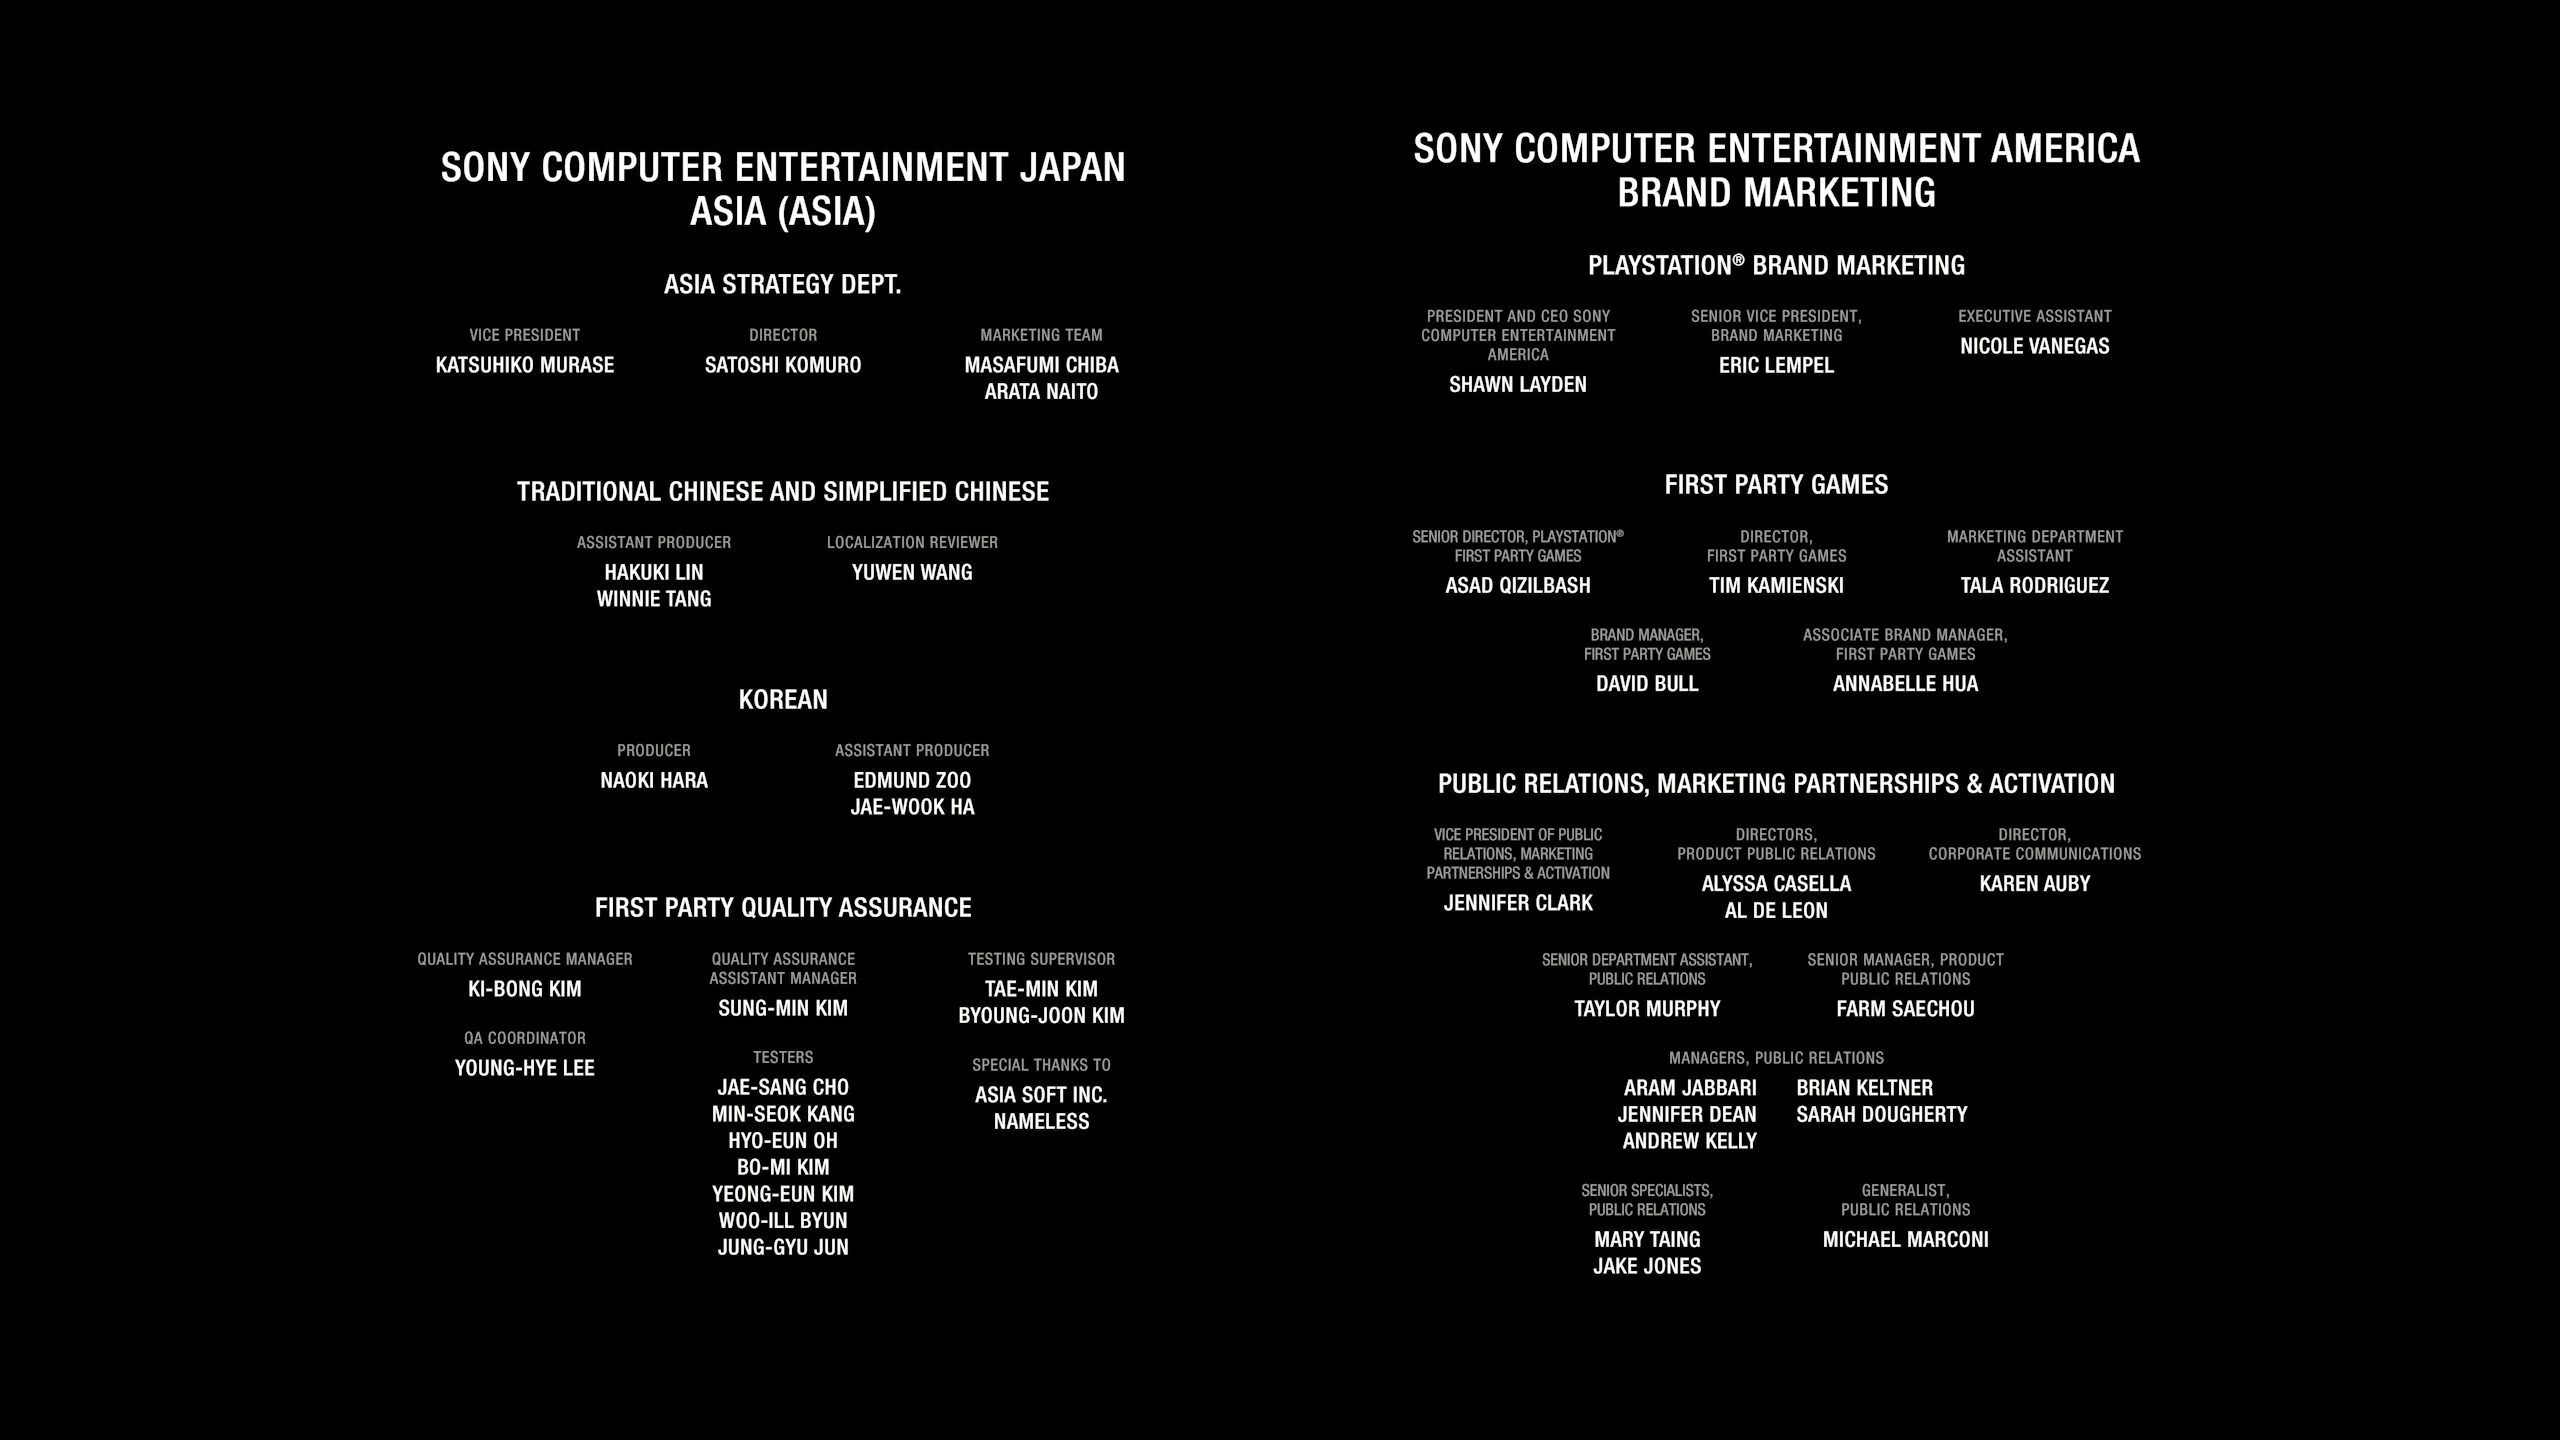 SONY COMPUTER ENTERTAINMENT JAPAN
ASIA (ASIA)
ASIA STRATEGY DEPT.
VICE PRESIDENT
KATSUHIKO MURASE
DIRECTOR
SATOSHI KOMURO
MARKETING TEAM
MASAFUMI CHIBA
ARATA NAITO
TRADITIONAL CHINESE AND SIMPLIFIED CHINESE
ASSISTANT PRODUCER
HAKUKI LIN
WINNIE TANG
LOCALIZATION REVIEWER
YUWEN WANG
KOREAN
PRODUCER
NAOKI HARA
ASSISTANT PRODUCER
EDMUND ZOO
JAE-WOOK HA
FIRST PARTY QUALITY ASSURANCE
QUALITY ASSURANCE MANAGER
KI-BONG KIM
QA COORDINATOR
YOUNG-HYE LEE
QUALITY ASSURANCE
ASSISTANT MANAGER
SUNG-MIN KIM
TESTERS
JAE-SANG CHO
MIN-SEOK KANG
HYO-EUN OH
BO-MI KIM
YEONG-EUN KIM
WOO-ILL BYUN
JUNG-GYU JUN
TESTING SUPERVISOR
TAE-MIN KIM
BYOUNG-JOON KIM
SPECIAL THANKS TO
ASIA SOFT INC.
NAMELESS
SONY COMPUTER ENTERTAINMENT AMERICA
BRAND MARKETING
PLAYSTATION® BRAND MARKETING
PRESIDENT AND CEO SONY
COMPUTER ENTERTAINMENT
AMERICA
SHAWN LAYDEN
SENIOR VICE PRESIDENT,
BRAND MARKETING
ERIC LEMPEL
EXECUTIVE ASSISTANT
NICOLE VANEGAS
FIRST PARTY GAMES
SENIOR DIRECTOR, PLAYSTATION®
FIRST PARTY GAMES
ASAD QIZILBASH
DIRECTOR,
FIRST PARTY GAMES
TIM KAMIENSKI
MARKETING DEPARTMENT
ASSISTANT
TALA RODRIGUEZ
BRAND MANAGER,
FIRST PARTY GAMES
DAVID BULL
ASSOCIATE BRAND MANAGER,
FIRST PARTY GAMES
ANNABELLE HUA
PUBLIC RELATIONS, MARKETING PARTNERSHIPS & ACTIVATION
VICE PRESIDENT OF PUBLIC
RELATIONS, MARKETING
PARTNERSHIPS & ACTIVATION
JENNIFER CLARK
DIRECTORS,
PRODUCT PUBLIC RELATIONS
ALYSSA CASELLA
AL DE LEON
DIRECTOR,
CORPORATE COMMUNICATIONS
KAREN AUBY
SENIOR DEPARTMENT ASSISTANT,
PUBLIC RELATIONS
TAYLOR MURPHY
SENIOR MANAGER, PRODUCT
PUBLIC RELATIONS
FARM SAECHOU
MANAGERS, PUBLIC RELATIONS
ARAM JABBARI
JENNIFER DEAN
ANDREW KELLY
BRIAN KELTNER
SARAH DOUGHERTY
SENIOR SPECIALISTS,
PUBLIC RELATIONS
MARY TAING
JAKE JONES
GENERALIST,
PUBLIC RELATIONS
MICHAEL MARCONI